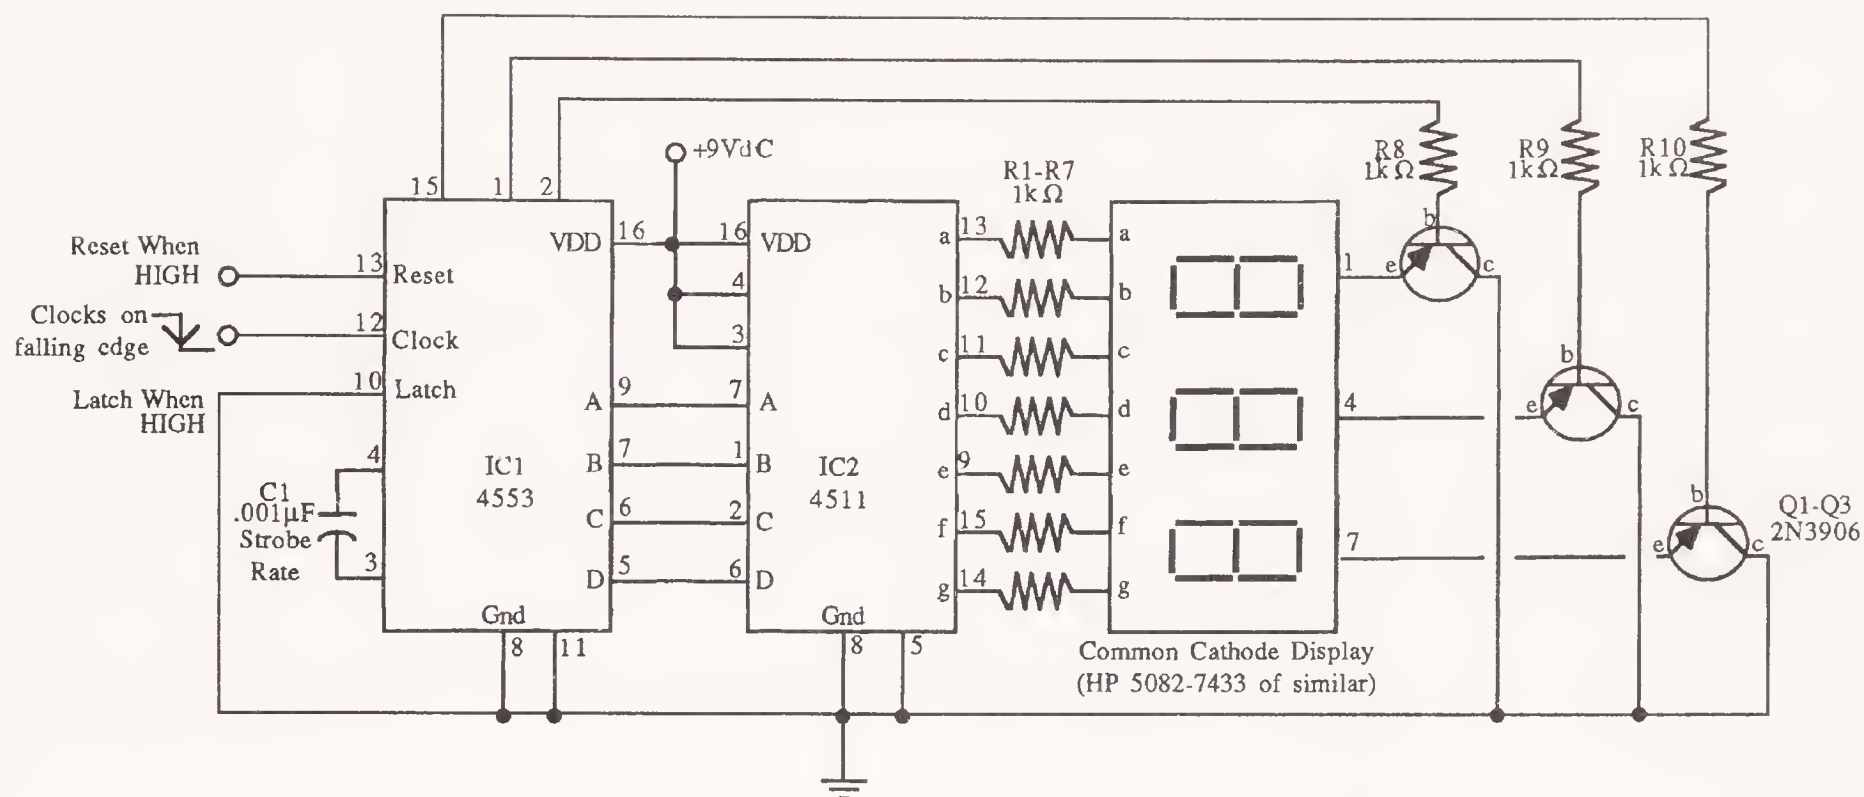 +9VdC
R8
1kΩ
R9
1kΩ
R10
1kΩ
R1-R7
1kΩ
15
1
2
Reset When
HIGH
13
Reset
Clocks on
falling edge
12
Clock
10
Latch
Latch When
HIGH
4
C1
.001µF
Strobe
Rate
3
VDD
16
IC1
4553
A
9
B
7
C
6
D
5
Gnd
8
11
16
VDD
4
3
7
A
1
B
2
C
6
D
IC2
4511
Gnd
8
5
a
13
b
12
c
11
d
10
e
9
f
15
g
14
a
b
c
d
e
f
g
1
4
7
b
e
c
b
e
c
b
e
c
Q1-Q3
2N3906
Common Cathode Display
(HP 5082-7433 of similar)